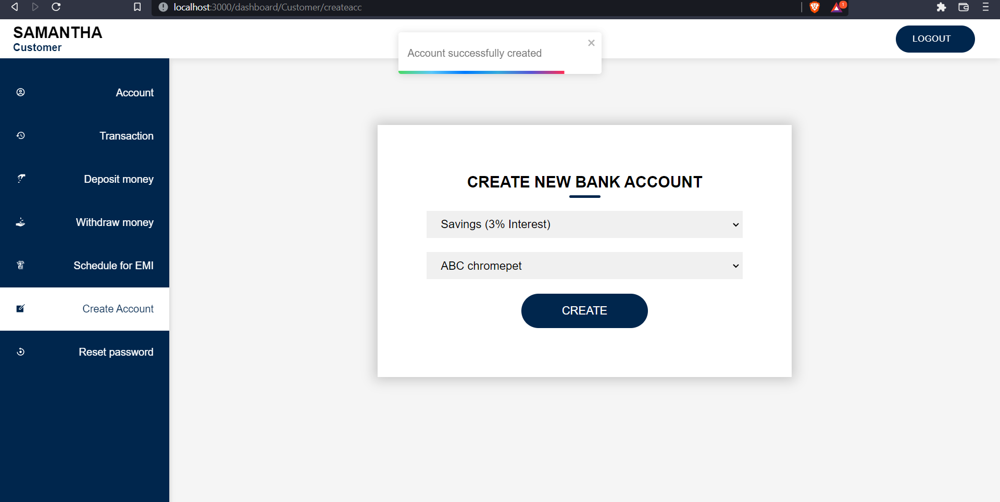 localhost:3000/dashboard/Customer/createacc
1
SAMANTHA
Customer
LOGOUT
Account successfully created
Account
Transaction
Deposit money
Withdraw money
Schedule for EMI
Create Account
Reset password
CREATE NEW BANK ACCOUNT
Savings (3% Interest)
ABC chromepet
CREATE